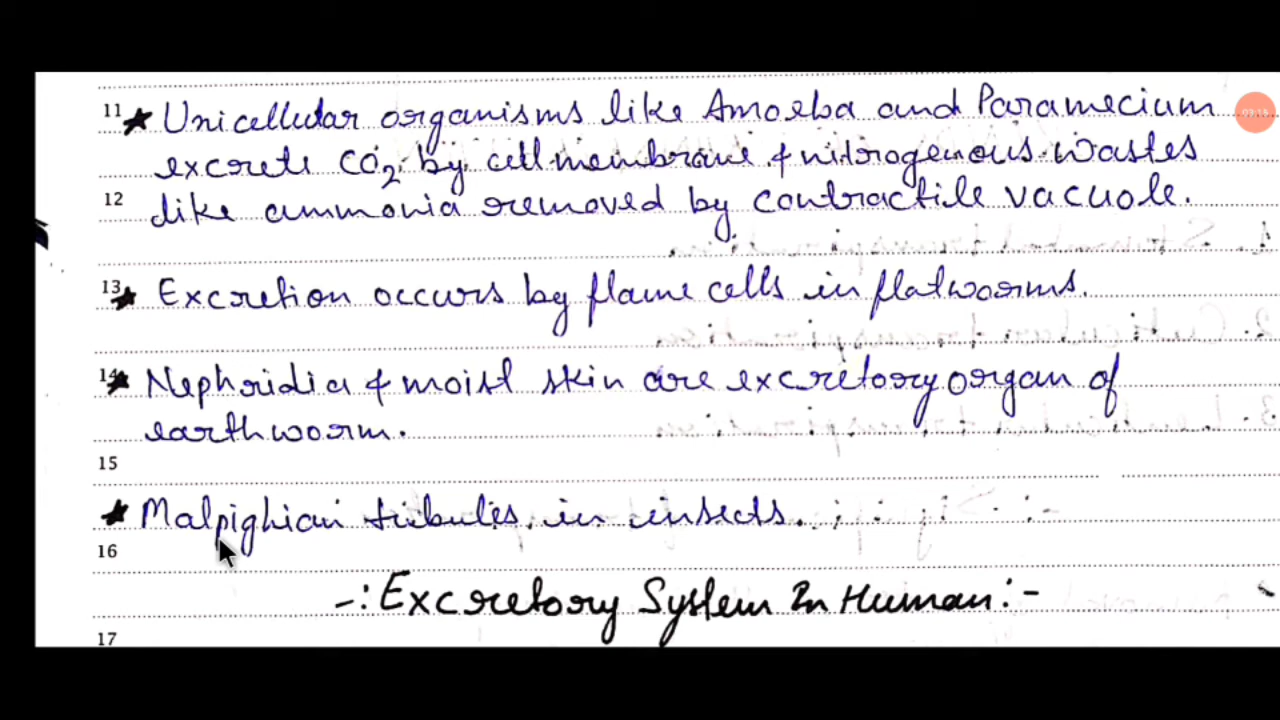 11 ★ Unicellular organisms like Amoeba and Paramecium
excrete CO₂ by cell membrane & nitrogenous wastes
12 like ammonia removed by contractile vacuole.
13 ★ Excretion occurs by flame cells in flatworms.
14 ★ Nephridia & moist skin are excretory organ of
earthworm.
15
★ Malpighian tubules in insects.
16
-: Excretory System In Human :-
17